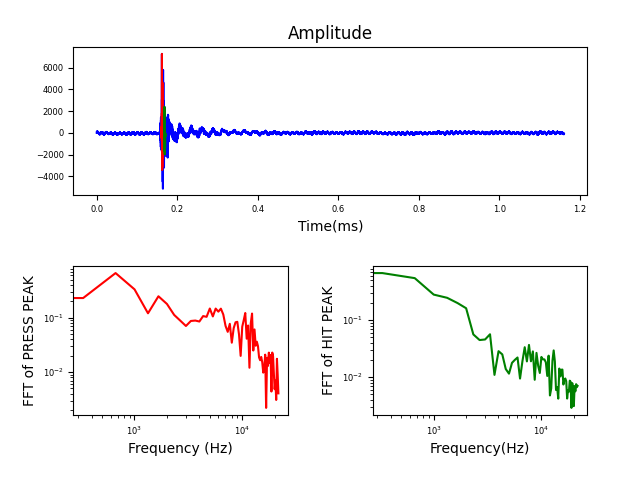 Amplitude
6000
4000
2000
0
−2000
−4000
0.0 0.2 0.4 0.6 0.8 1.0 1.2
Time(ms)
FFT of PRESS PEAK
10⁻¹
10⁻²
10³ 10⁴
Frequency (Hz)
FFT of HIT PEAK
10⁻¹
10⁻²
10³ 10⁴
Frequency(Hz)